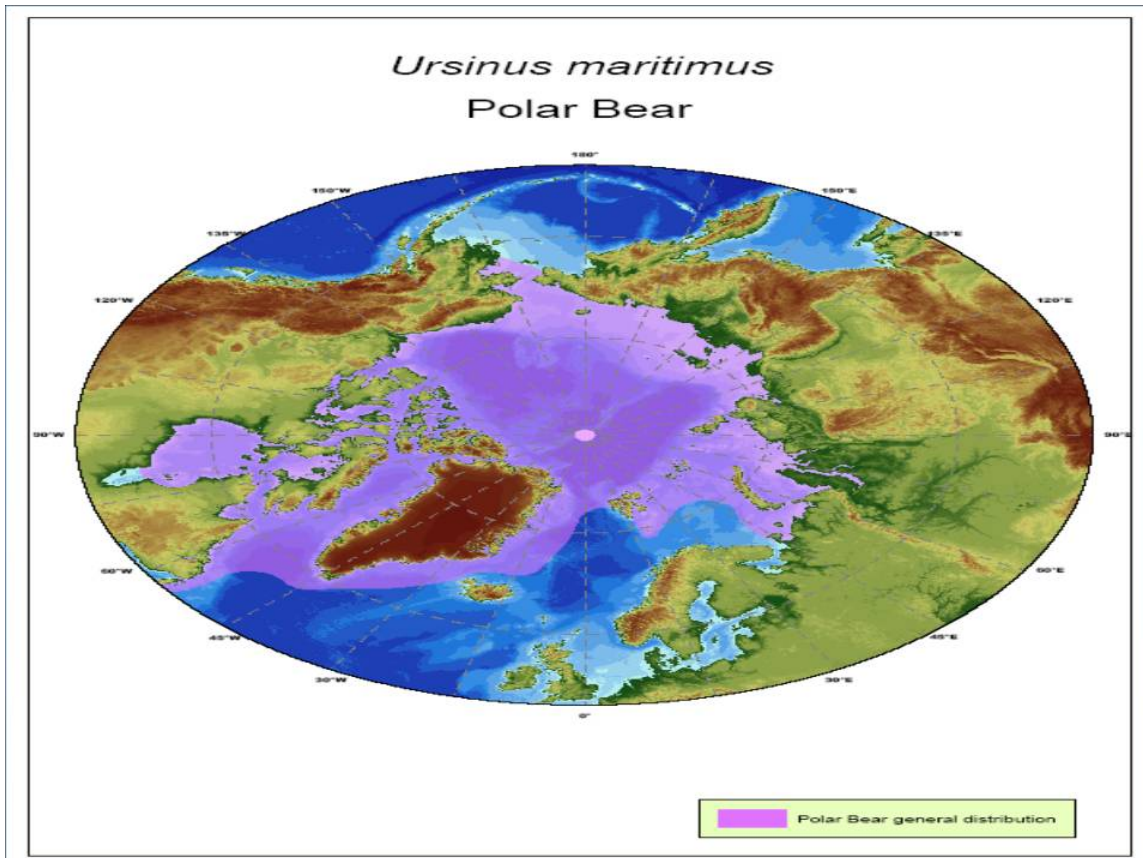 Ursinus maritimus
Polar Bear
180°
150°W
150°E
135°W
135°E
120°W
120°E
90°W
90°E
60°W
60°E
45°W
45°E
30°W
30°E
0°
Polar Bear general distribution